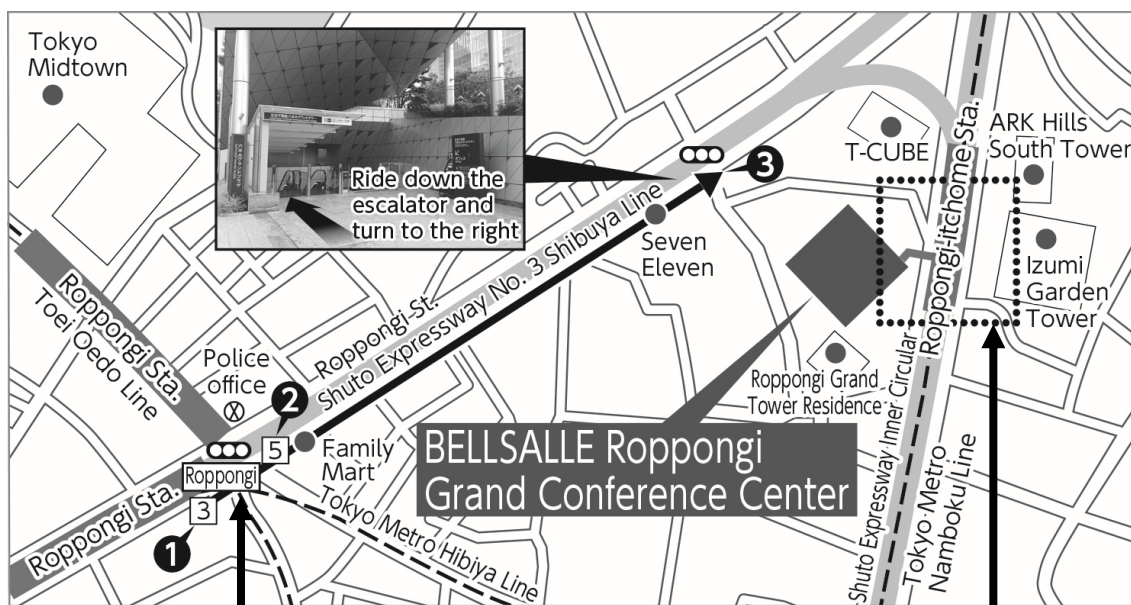 Tokyo
Midtown
Ride down the
escalator and
turn to the right
3
T-CUBE
ARK Hills
South Tower
Roppongi-itchome Sta.
Seven
Eleven
Izumi
Garden
Tower
Roppongi St.
Shuto Expressway No. 3 Shibuya Line
Roppongi Sta.
Toei Oedo Line
Police
office
2
5
Family
Mart
Roppongi
3
1
Roppongi Sta.
Tokyo Metro Hibiya Line
Roppongi Grand
Tower Residence
BELLSALLE Roppongi
Grand Conference Center
Shuto Expressway Inner Circular
Tokyo Metro
Namboku Line